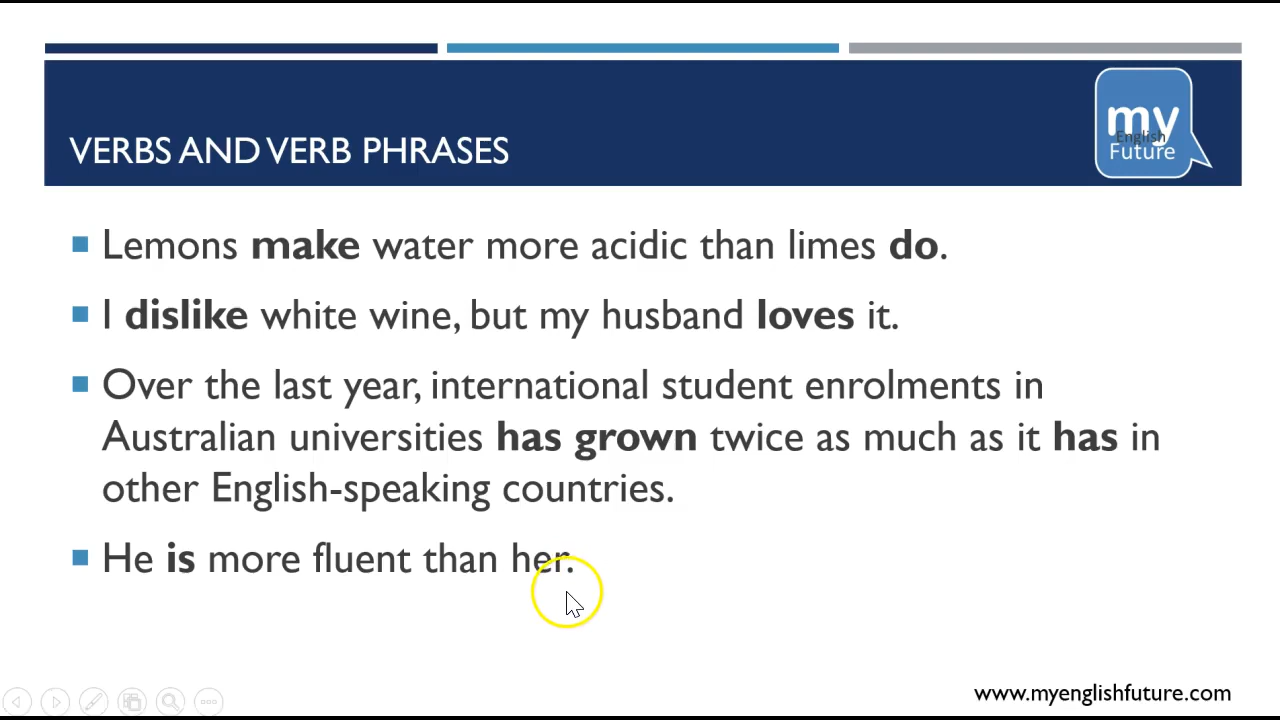 my
English
Future
VERBS AND VERB PHRASES
Lemons make water more acidic than limes do.
I dislike white wine, but my husband loves it.
Over the last year, international student enrolments in
Australian universities has grown twice as much as it has in
other English-speaking countries.
He is more fluent than her.
www.myenglishfuture.com